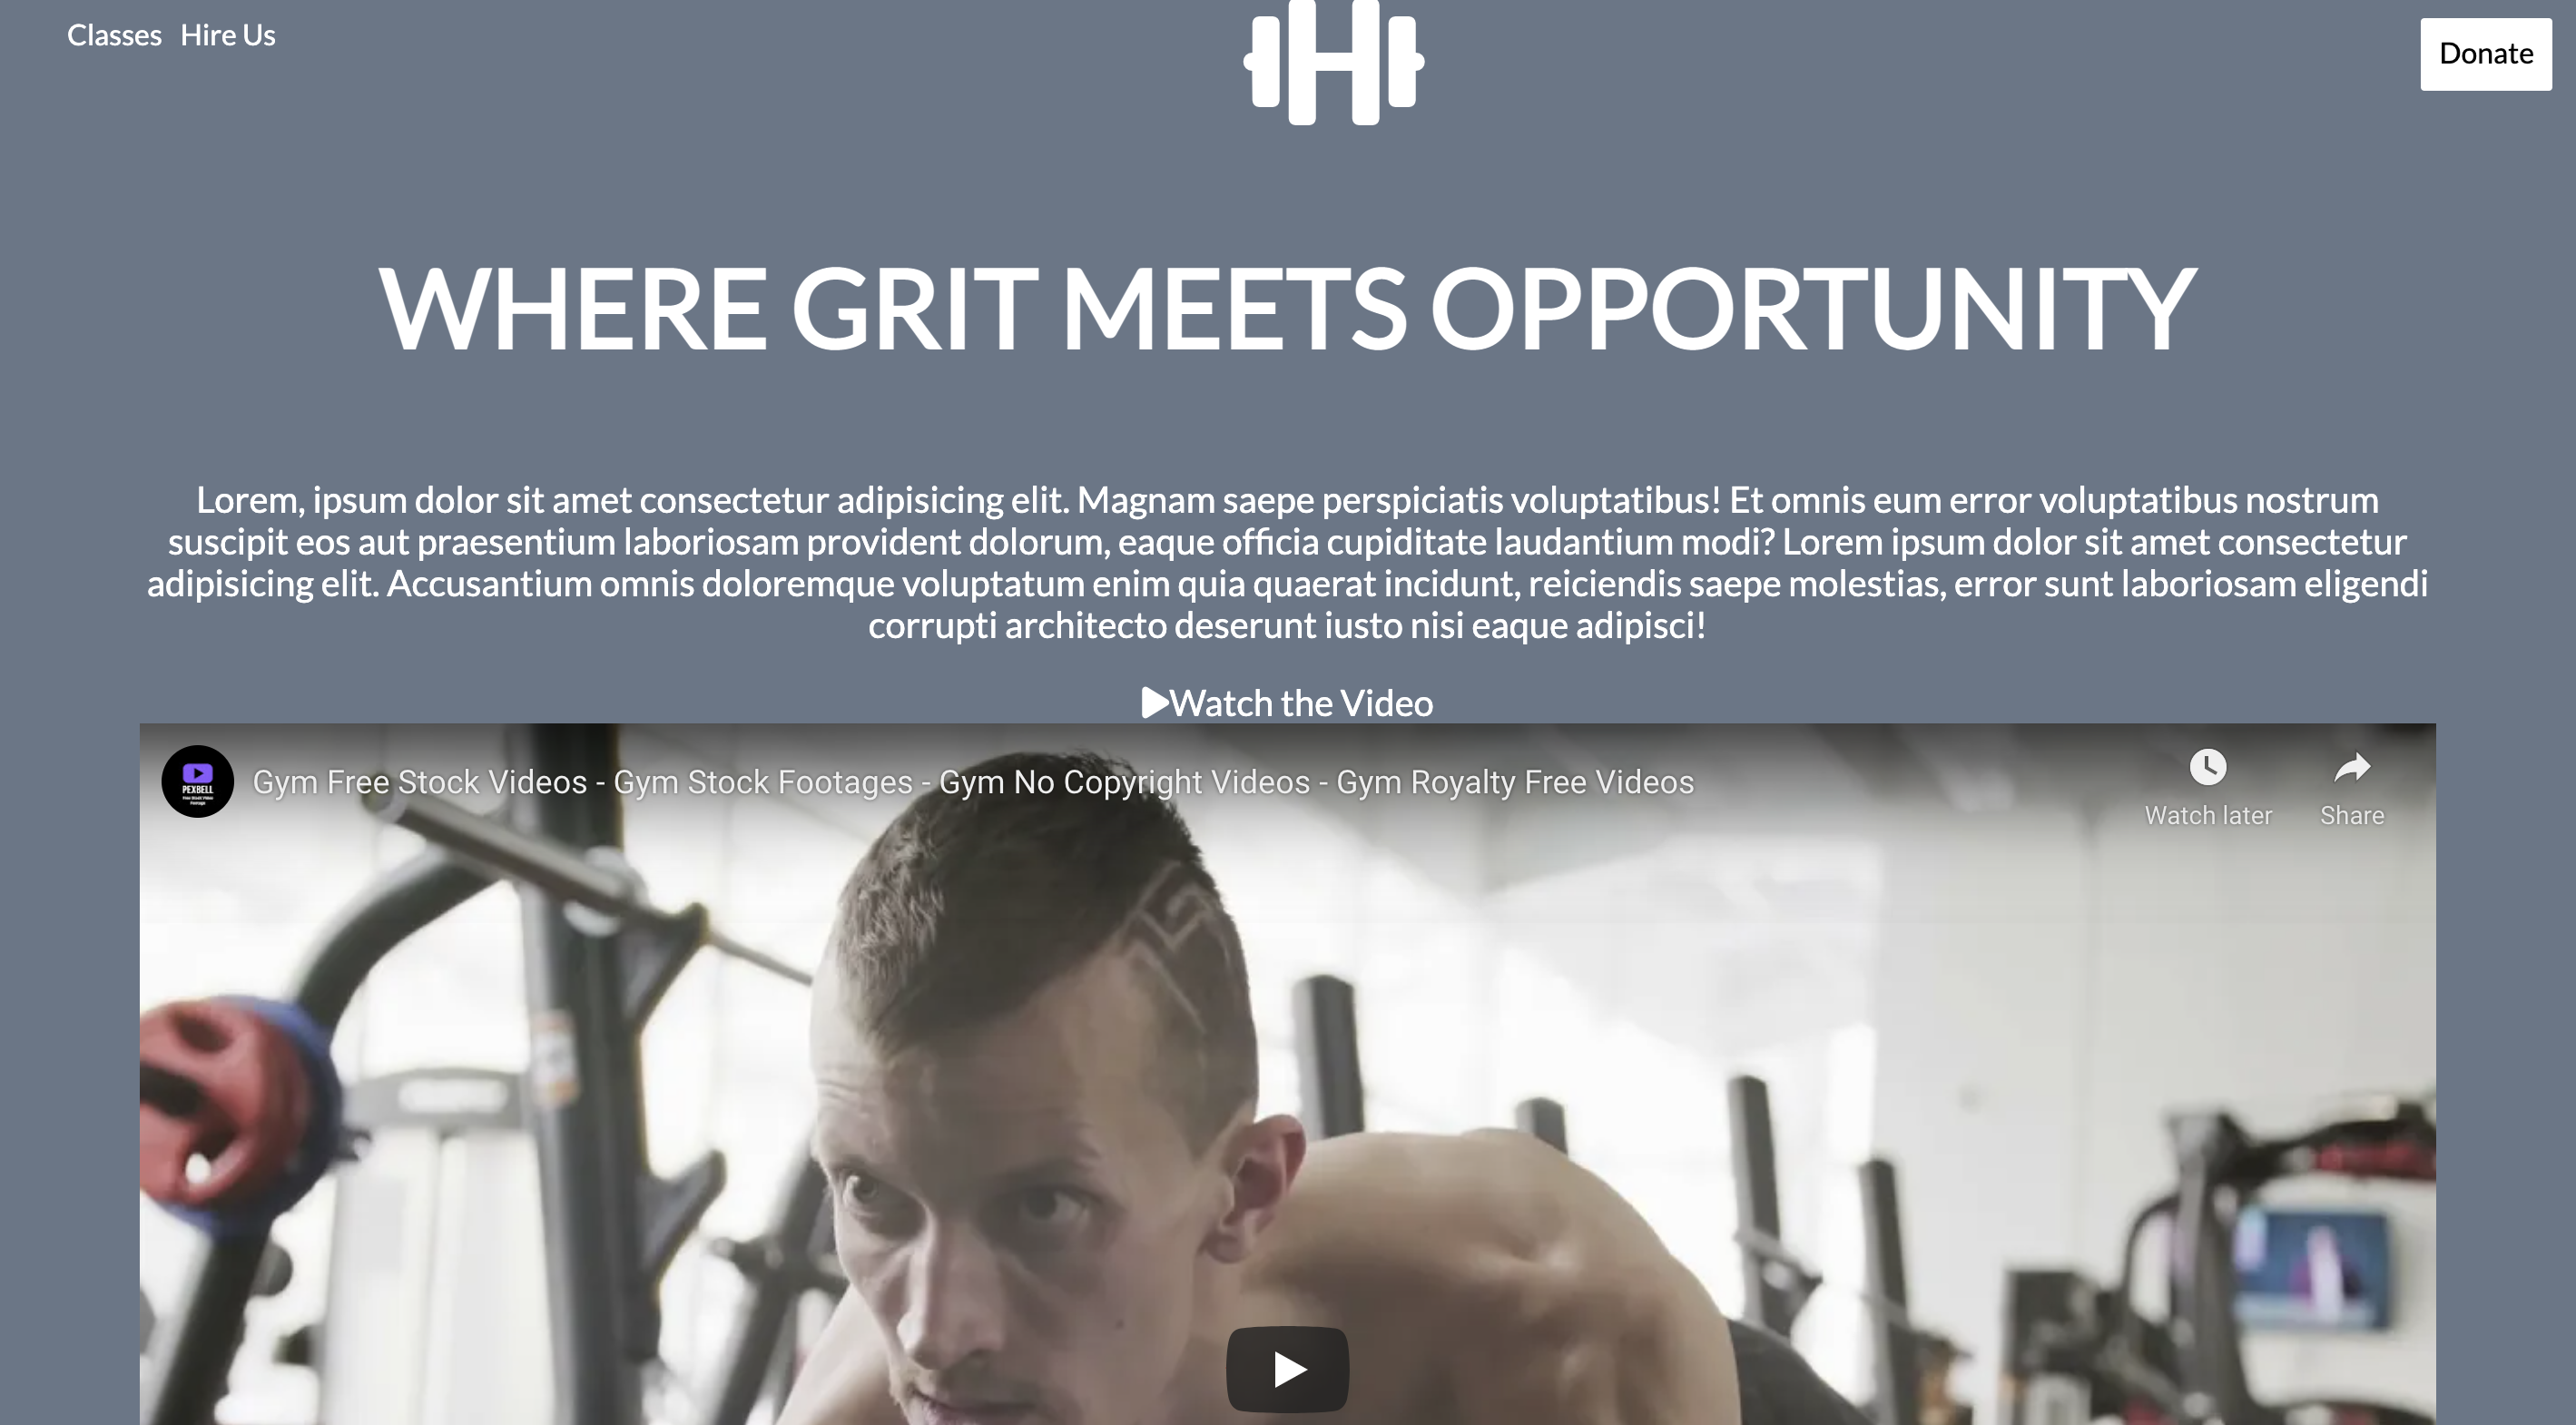 Classes Hire Us
Donate
WHERE GRIT MEETS OPPORTUNITY
Lorem, ipsum dolor sit amet consectetur adipisicing elit. Magnam saepe perspiciatis voluptatibus! Et omnis eum error voluptatibus nostrum
suscipit eos aut praesentium laboriosam provident dolorum, eaque officia cupiditate laudantium modi? Lorem ipsum dolor sit amet consectetur
adipisicing elit. Accusantium omnis doloremque voluptatum enim quia quaerat incidunt, reiciendis saepe molestias, error sunt laboriosam eligendi
corrupti architecto deserunt iusto nisi eaque adipisci!
Watch the Video
PEXBELL
Free Stock Video
Footage
Gym Free Stock Videos - Gym Stock Footages - Gym No Copyright Videos - Gym Royalty Free Videos
Watch later
Share